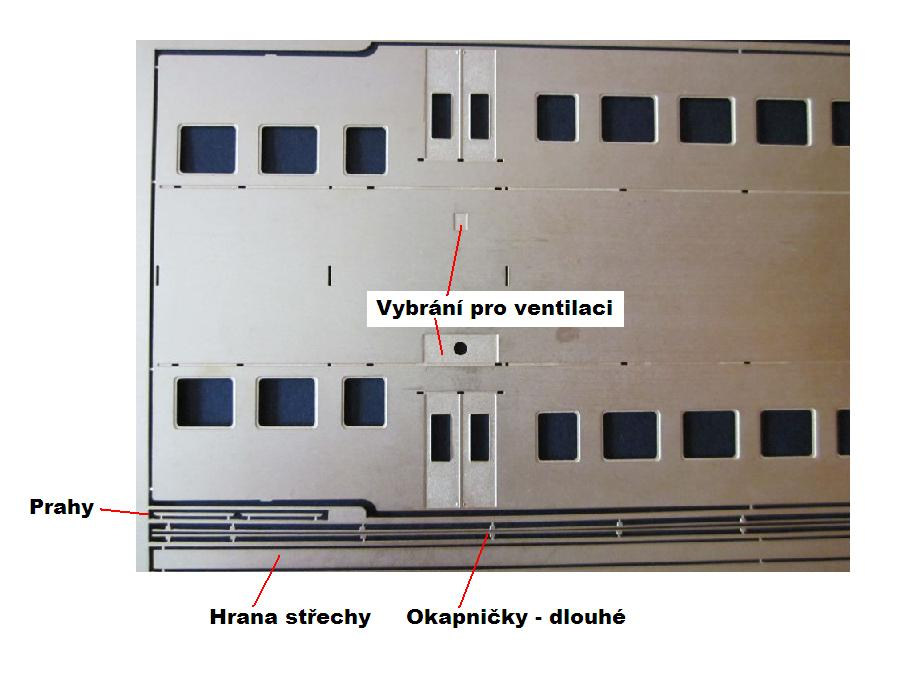 Vybrání pro ventilaci
Prahy
Hrana střechy
Okapničky - dlouhé